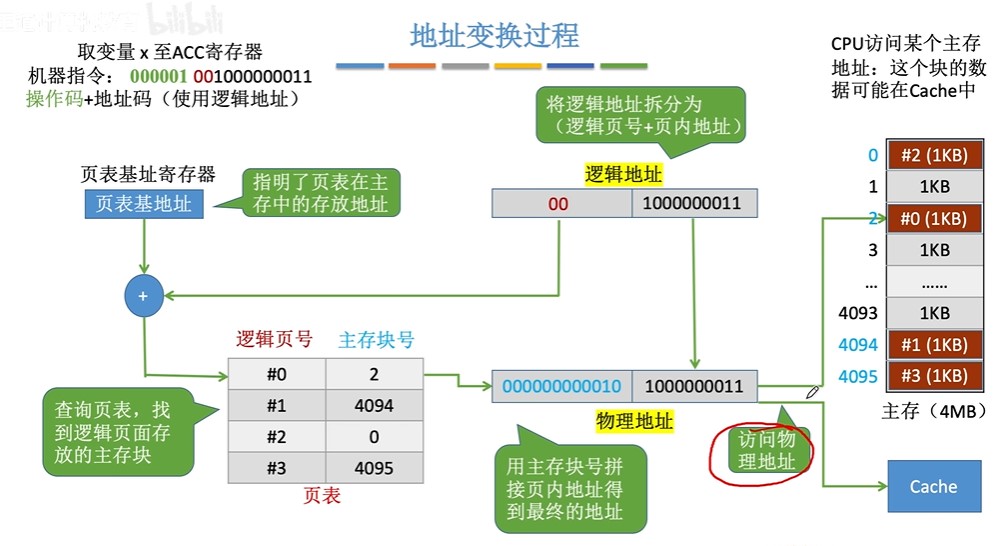 bilibili
地址变换过程
取变量 x 至ACC寄存器
机器指令：000001 001000000011
操作码+地址码（使用逻辑地址）
CPU访问某个主存
地址：这个块的数
据可能在Cache中
将逻辑地址拆分为
（逻辑页号+页内地址）
页表基址寄存器
页表基地址
指明了页表在主
存中的存放地址
逻辑地址
00 1000000011
+
逻辑页号 主存块号
#0 2
#1 4094
#2 0
#3 4095
页表
查询页表，找
到逻辑页面存
放的主存块
000000000010 1000000011
物理地址
用主存块号拼
接页内地址得
到最终的地址
访问物
理地址
0 #2 (1KB)
1 1KB
2 #0 (1KB)
3 1KB
... ......
4093 1KB
4094 #1 (1KB)
4095 #3 (1KB)
主存（4MB）
Cache